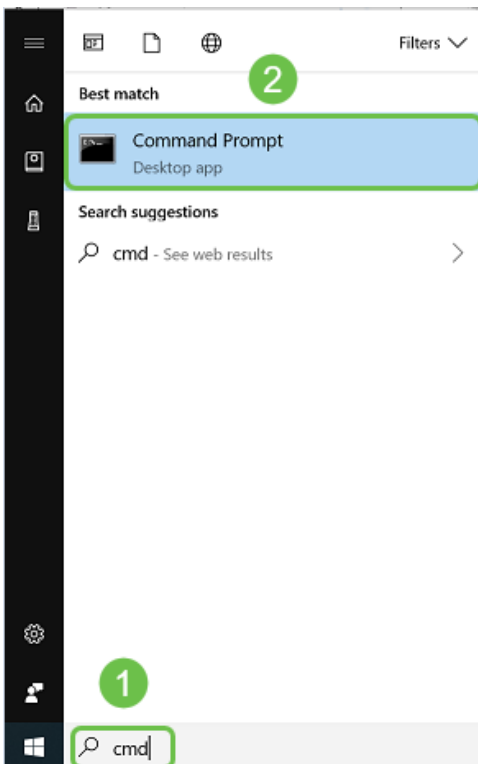 Filters
2
Best match
Command Prompt
Desktop app
Search suggestions
cmd - See web results
1
cmd